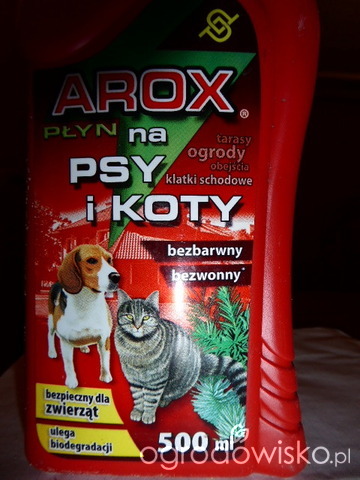 AROX®
PŁYN na
PSY
i KOTY
tarasy
ogrody
obejścia
klatki schodowe
bezbarwny
bezwonny*
bezpieczny dla
zwierząt
ulega
biodegradacji
500 ml
ogrodowisko.pl